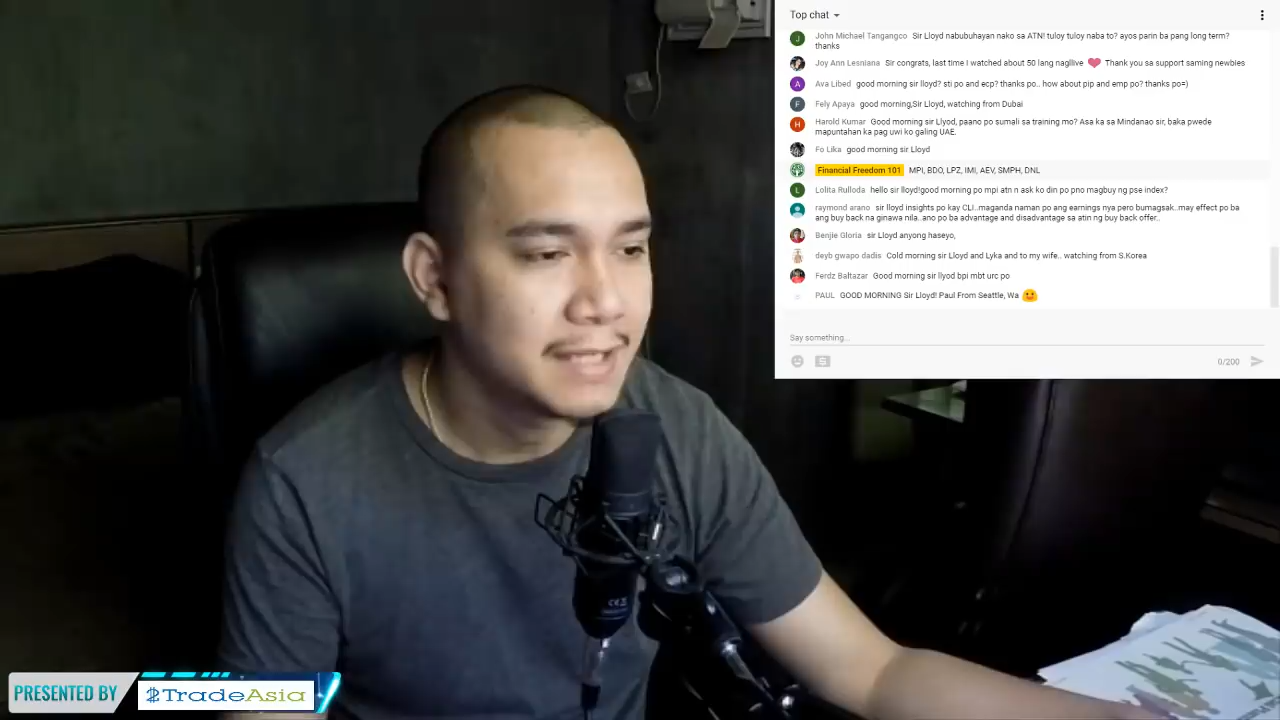 Top chat
John Michael Tangangco Sir Lloyd nabubuhayan nako sa ATN! tuloy tuloy naba to? ayos parin ba pang long term?
thanks
Joy Ann Lesniana Sir congrats, last time I watched about 50 lang nagllive ❤ Thank you sa support saming newbies
A Ava Libed good morning sir lloyd? sti po and ecp? thanks po.. how about pip and emp po? thanks po=)
F Fely Apaya good morning,Sir Lloyd, watching from Dubai
H Harold Kumar Good morning sir Llyod, paano po sumali sa training mo? Asa ka sa Mindanao sir, baka pwede
mapuntahan ka pag uwi ko galing UAE.
Fo Lika good morning sir Lloyd
Financial Freedom 101 MPI, BDO, LPZ, IMI, AEV, SMPH, DNL
L Lolita Rulloda hello sir lloyd!good morning po mpi atn n ask ko din po pno magbuy ng pse index?
raymond arano sir lloyd insights po kay CLI..maganda naman po ang earnings nya pero bumagsak..may effect po ba
ang buy back na ginawa nila..ano po ba advantage and disadvantage sa atin ng buy back offer..
Benjie Gloria sir Lloyd anyong haseyo,
deyb gwapo dadis Cold morning sir Lloyd and Lyka and to my wife.. watching from S.Korea
Ferdz Baltazar Good morning sir llyod bpi mbt urc po
PAUL GOOD MORNING Sir Lloyd! Paul From Seattle, Wa 😛
Say something...
0/200
PRESENTED BY $TradeAsia